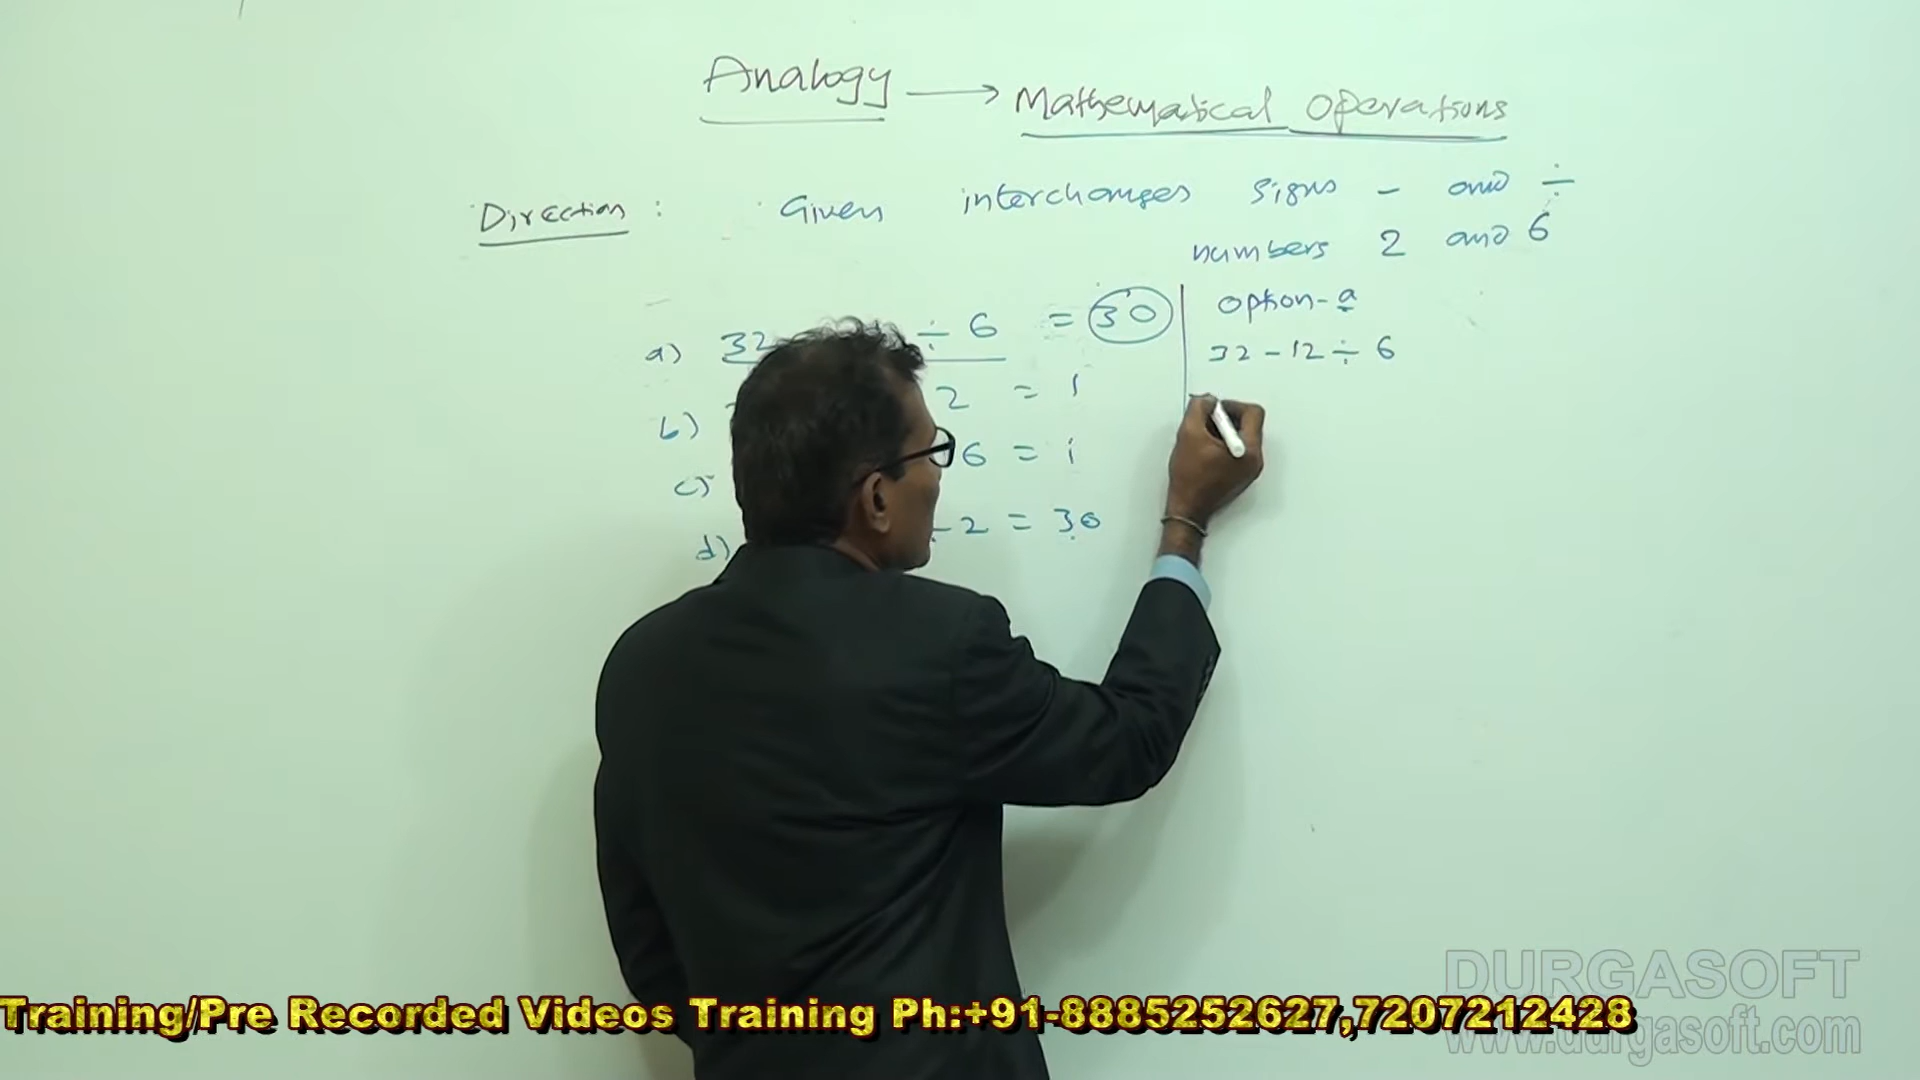 Analogy → Mathematical Operations
Direction : Given interchanges signs - and ÷
numbers 2 and 6
a) 32 ÷ 6 = 30
b) 2 = 1
c) 6 = 1
d) 2 = 30
option-a
32 - 12 ÷ 6
DURGASOFT
www.durgasoft.com
Training/Pre Recorded Videos Training Ph:+91-8885252627,7207212428